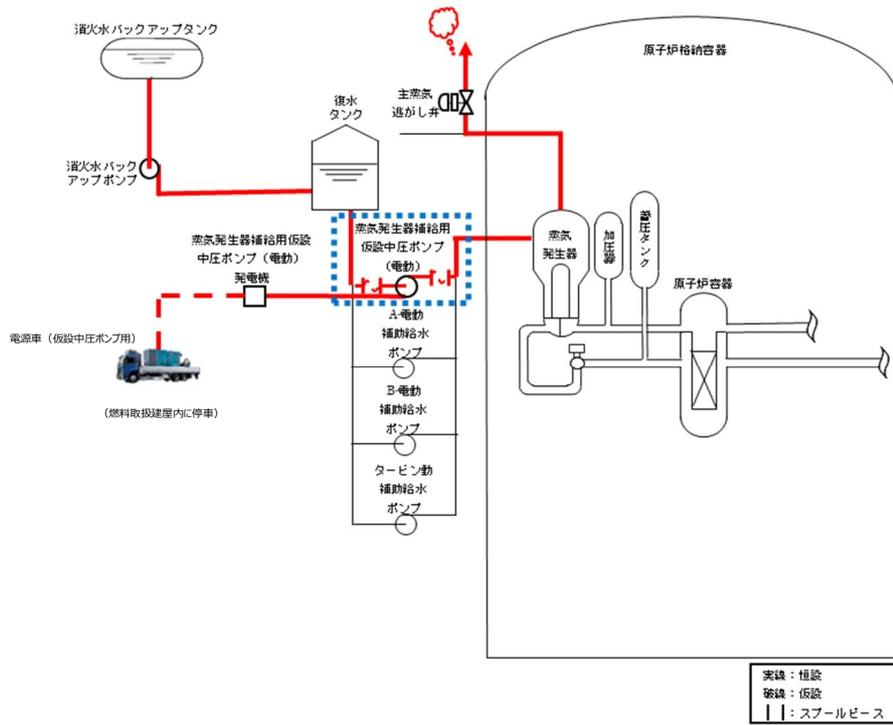 消火水バックアップタンク
消火水バック
アップポンプ
復水
タンク
主蒸気
逃がし弁
原子炉格納容器
蒸気発生器補給用仮設
中圧ポンプ（電動）
発電機
蒸気発生器補給用
仮設中圧ポンプ
（電動）
蒸気
発生器
加圧器
蓄圧タンク
原子炉容器
電源車（仮設中圧ポンプ用）
（燃料取扱建屋内に停車）
A-電動
補助給水
ポンプ
B-電動
補助給水
ポンプ
タービン動
補助給水
ポンプ
実線：恒設
破線：仮設
| |：スプールピース